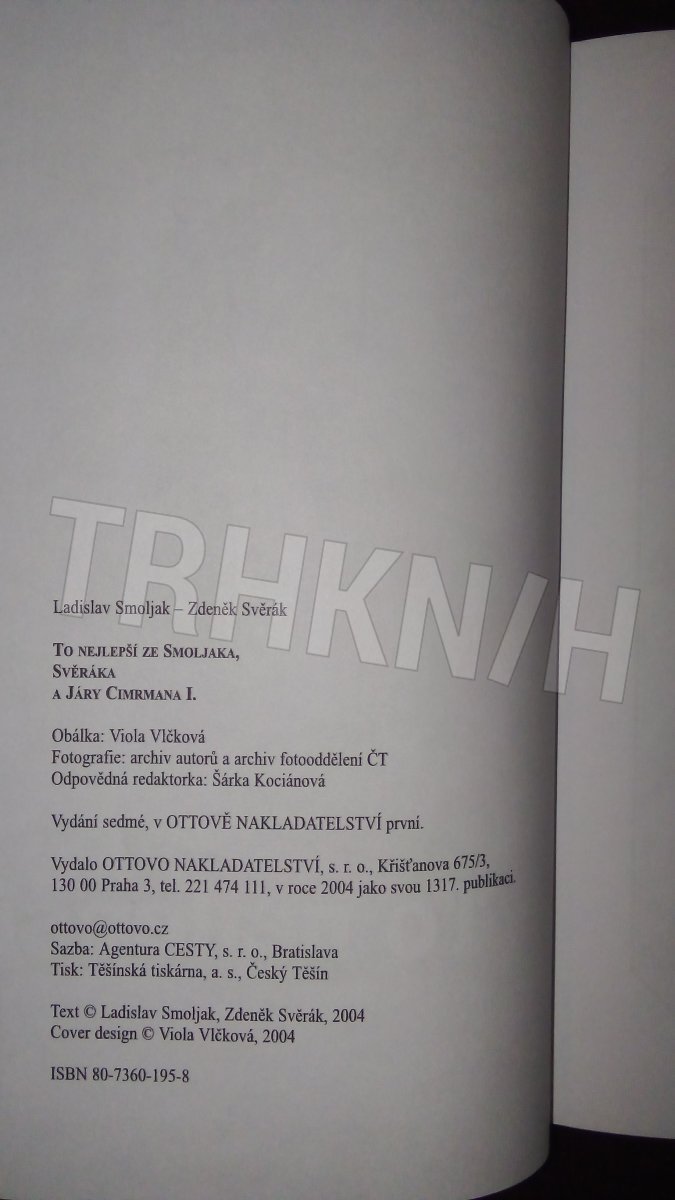 TRHKNIH
Ladislav Smoljak – Zdeněk Svěrák
TO NEJLEPŠÍ ZE SMOLJAKA,
SVĚRÁKA
A JÁRY CIMRMANA I.
Obálka: Viola Vlčková
Fotografie: archiv autorů a archiv fotooddělení ČT
Odpovědná redaktorka: Šárka Kociánová
Vydání sedmé, v OTTOVĚ NAKLADATELSTVÍ první.
Vydalo OTTOVO NAKLADATELSTVÍ, s. r. o., Křišťanova 675/3,
130 00 Praha 3, tel. 221 474 111, v roce 2004 jako svou 1317. publikaci.
ottovo@ottovo.cz
Sazba: Agentura CESTY, s. r. o., Bratislava
Tisk: Těšínská tiskárna, a. s., Český Těšín
Text © Ladislav Smoljak, Zdeněk Svěrák, 2004
Cover design © Viola Vlčková, 2004
ISBN 80-7360-195-8